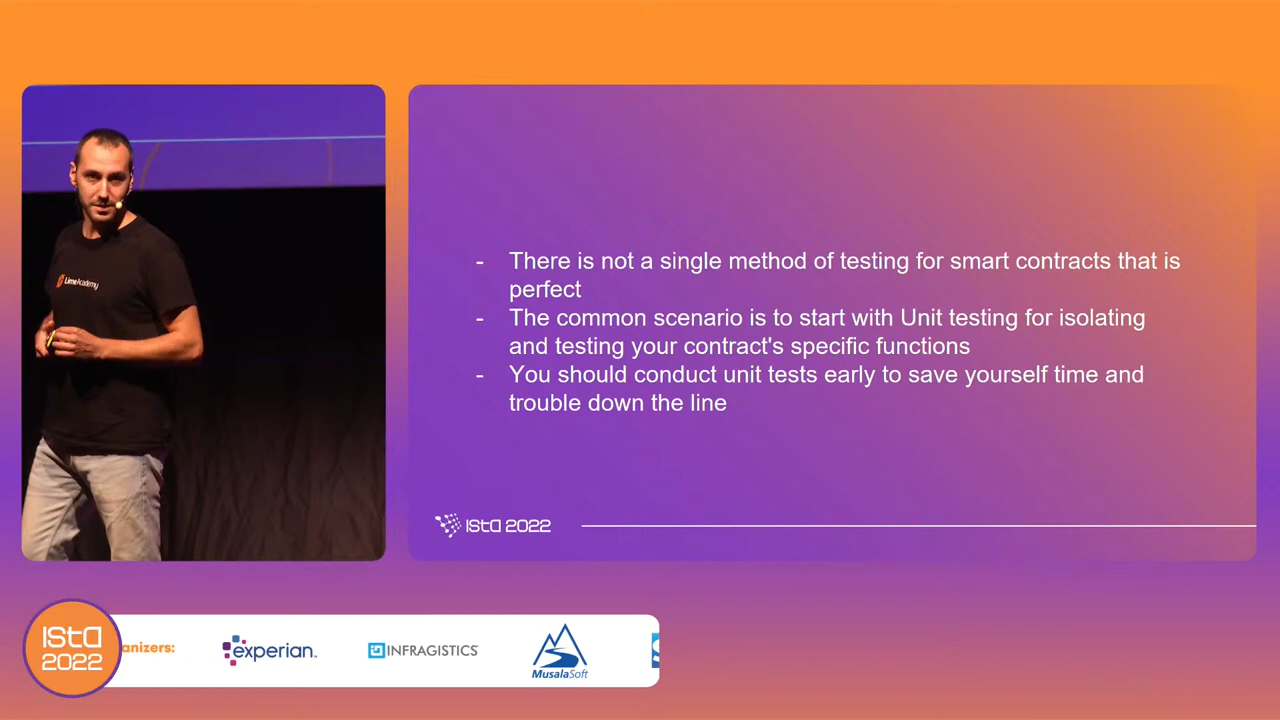 LimeAcademy
- There is not a single method of testing for smart contracts that is
perfect
- The common scenario is to start with Unit testing for isolating
and testing your contract's specific functions
- You should conduct unit tests early to save yourself time and
trouble down the line
ISTA 2022
ISTA
2022
anizers:
experian™
INFRAGISTICS
MusalaSoft